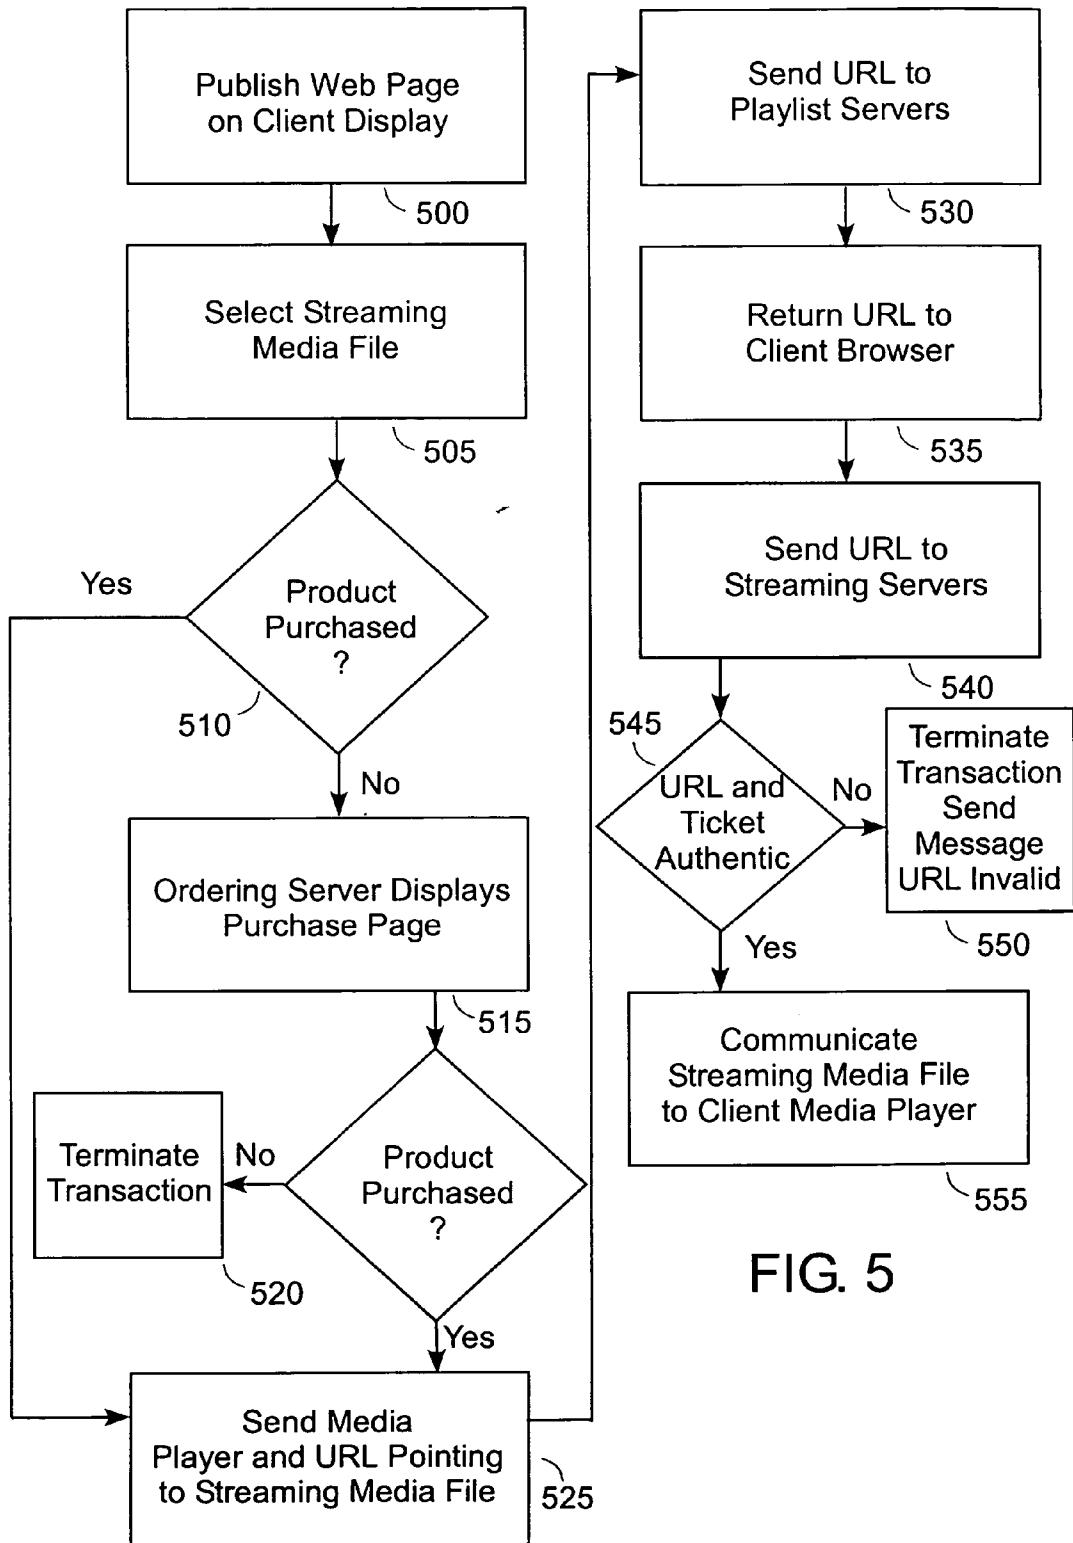 Publish Web Page
on Client Display
500
Select Streaming
Media File
505
Yes
Product
Purchased
?
510
No
Ordering Server Displays
Purchase Page
515
Terminate
Transaction
No
Product
Purchased
?
520
Yes
Send Media
Player and URL Pointing
to Streaming Media File
525
Send URL to
Playlist Servers
530
Return URL to
Client Browser
535
Send URL to
Streaming Servers
540
545
URL and
Ticket
Authentic
No
Terminate
Transaction
Send
Message
URL Invalid
550
Yes
Communicate
Streaming Media File
to Client Media Player
555
FIG. 5